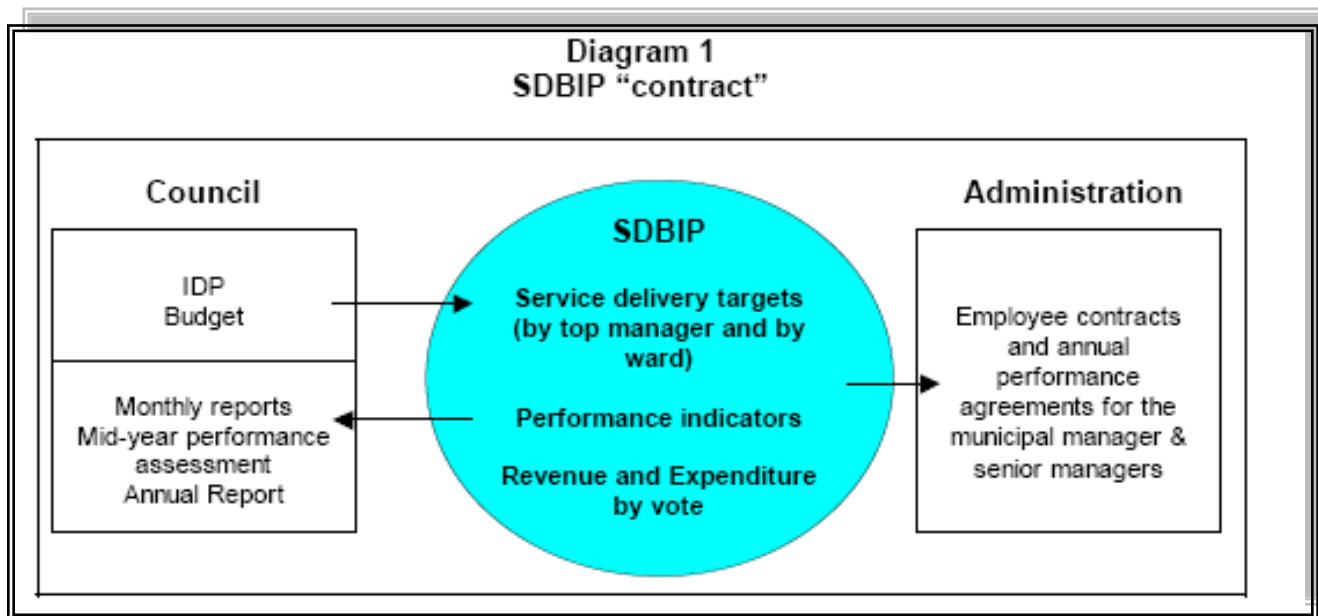 Diagram 1
SDBIP “contract”
Council
IDP
Budget
Monthly reports
Mid-year performance
assessment
Annual Report
SDBIP
Service delivery targets
(by top manager and by
ward)
Performance indicators
Revenue and Expenditure
by vote
Administration
Employee contracts
and annual
performance
agreements for the
municipal manager &
senior managers